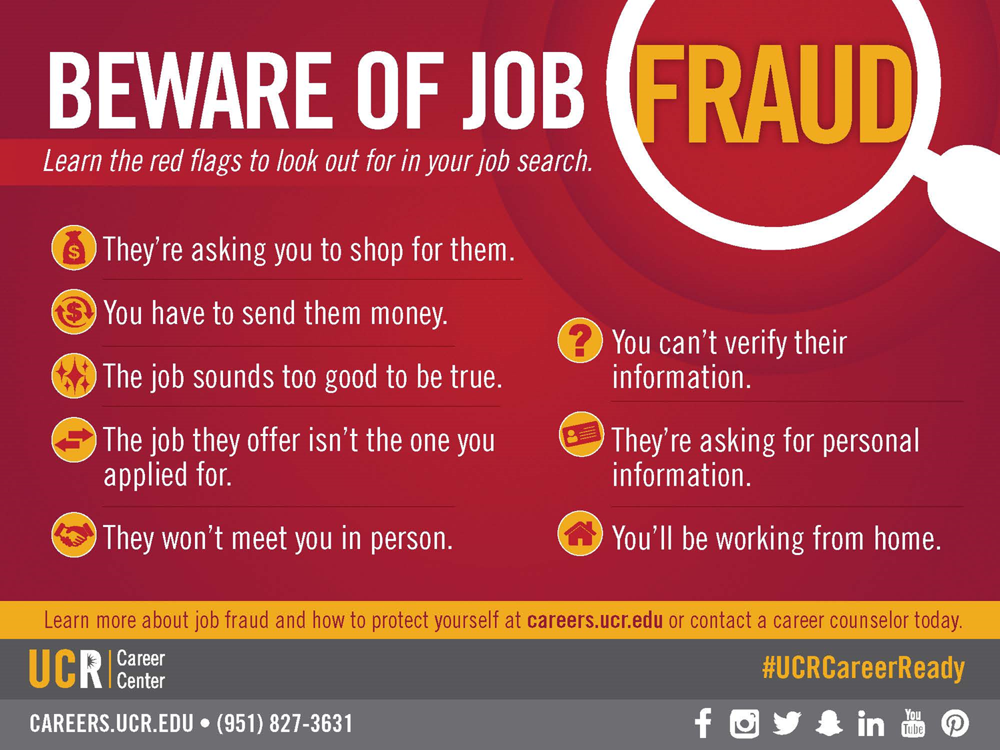 BEWARE OF JOB FRAUD
Learn the red flags to look out for in your job search.
They’re asking you to shop for them.
You have to send them money.
The job sounds too good to be true.
The job they offer isn’t the one you
applied for.
They won’t meet you in person.
You can’t verify their
information.
They’re asking for personal
information.
You’ll be working from home.
Learn more about job fraud and how to protect yourself at careers.ucr.edu or contact a career counselor today.
UCR Career
Center
#UCRCareerReady
CAREERS.UCR.EDU • (951) 827-3631
You
Tube